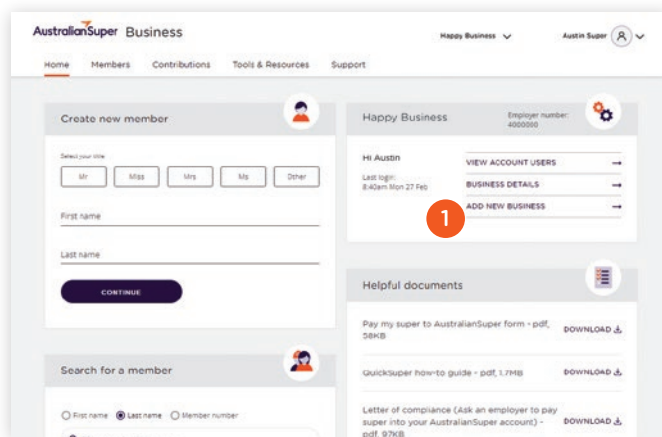 AustralianSuper Business
Happy Business
Austin Super
Home Members Contributions Tools & Resources Support
Create new member
Select your title
Mr Miss Mrs Ms Other
First name
Last name
CONTINUE
Search for a member
First name Last name Member number
Happy Business
Employer number:
4000000
Hi Austin
Last login:
8:40am Mon 27 Feb
VIEW ACCOUNT USERS
BUSINESS DETAILS
ADD NEW BUSINESS
1
Helpful documents
Pay my super to AustralianSuper form - pdf,
58KB
DOWNLOAD
QuickSuper how-to guide - pdf, 1.7MB
DOWNLOAD
Letter of compliance (Ask an employer to pay
super into your AustralianSuper account) -
pdf, 97KB
DOWNLOAD